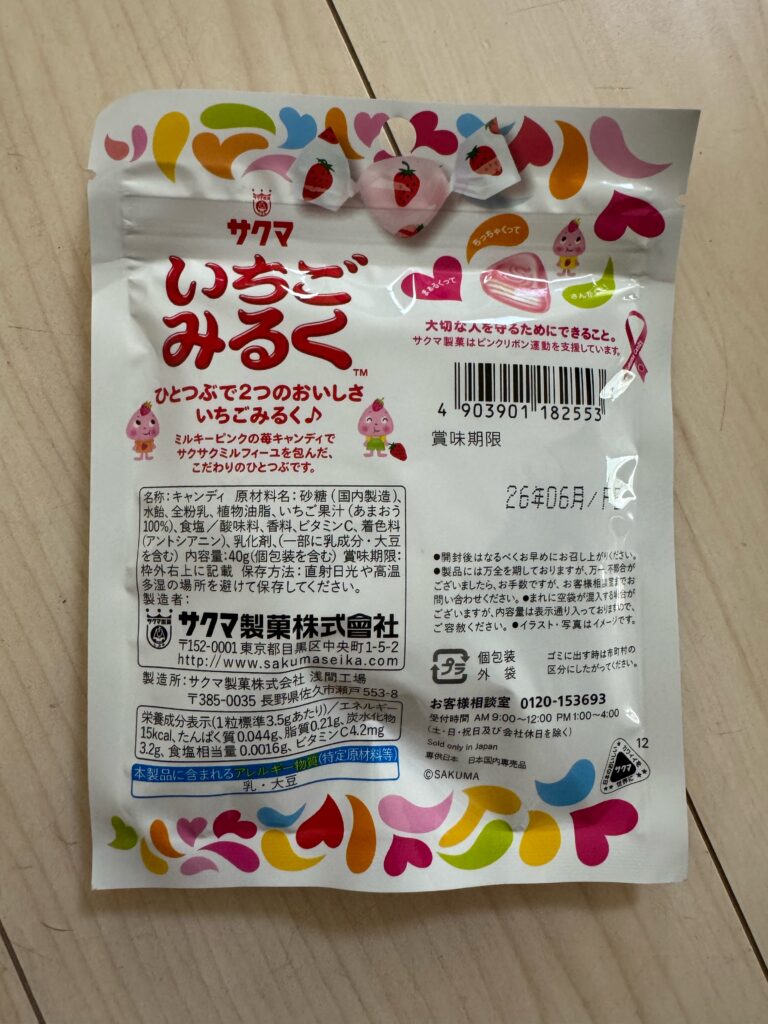 サクマ
いちご
みるく™
ひとつぶで2つのおいしさ
いちごみるく♪
ミルキーピンクの苺キャンディで
サクサクミルフィーユを包んだ、
こだわりのひとつぶです。
名称:キャンディ 原材料名:砂糖(国内製造)、
水飴、全粉乳、植物油脂、いちご果汁(あまおう
100%)、食塩/酸味料、香料、ビタミンC、着色料
(アントシアニン)、乳化剤、(一部に乳成分・大豆
を含む) 内容量:40g(個包装を含む) 賞味期限:
枠外右上に記載 保存方法:直射日光や高温
多湿の場所を避けて保存してください。
製造者:
サクマ製菓
サクマ製菓株式會社
〒152-0001 東京都目黒区中央町1-5-2
http://www.sakumaseika.com
製造所:サクマ製菓株式会社 浅間工場
〒385-0035 長野県佐久市瀬戸 553-8
栄養成分表示(1粒標準3.5gあたり)/エネルギー
15kcal、たんぱく質 0.044g、脂質0.21g、炭水化物
3.2g、食塩相当量 0.0016g、ビタミンC 4.2mg
本製品に含まれるアレルギー物質(特定原材料等)
乳・大豆
ちっちゃくって
まるくって
大切な人を守るためにできること。
サクマ製菓はピンクリボン運動を支援しています。
4 903901 182553
賞味期限
26年06月/
●開封後はなるべくお早めにお召し上がりください。
●製品には万全を期しておりますが、万一不都合が
ございましたら、お手数ですが、お客様相談室までお
問い合わせください。●まれに空袋が混入する場合が
ございますが、内容量は表示通り入っておりますので、
ご容赦ください。●イラスト・写真はイメージです。
プラ
個包装
外 袋
ゴミに出す時は市町村の
区分にしたがってください。
お客様相談室 0120-153693
受付時間 AM 9:00~12:00 PM 1:00~4:00
(土・日・祝日及び会社休日を除く)
Sold only in Japan
專供日本 日本国内専売品
©SAKUMA
12
サクマ